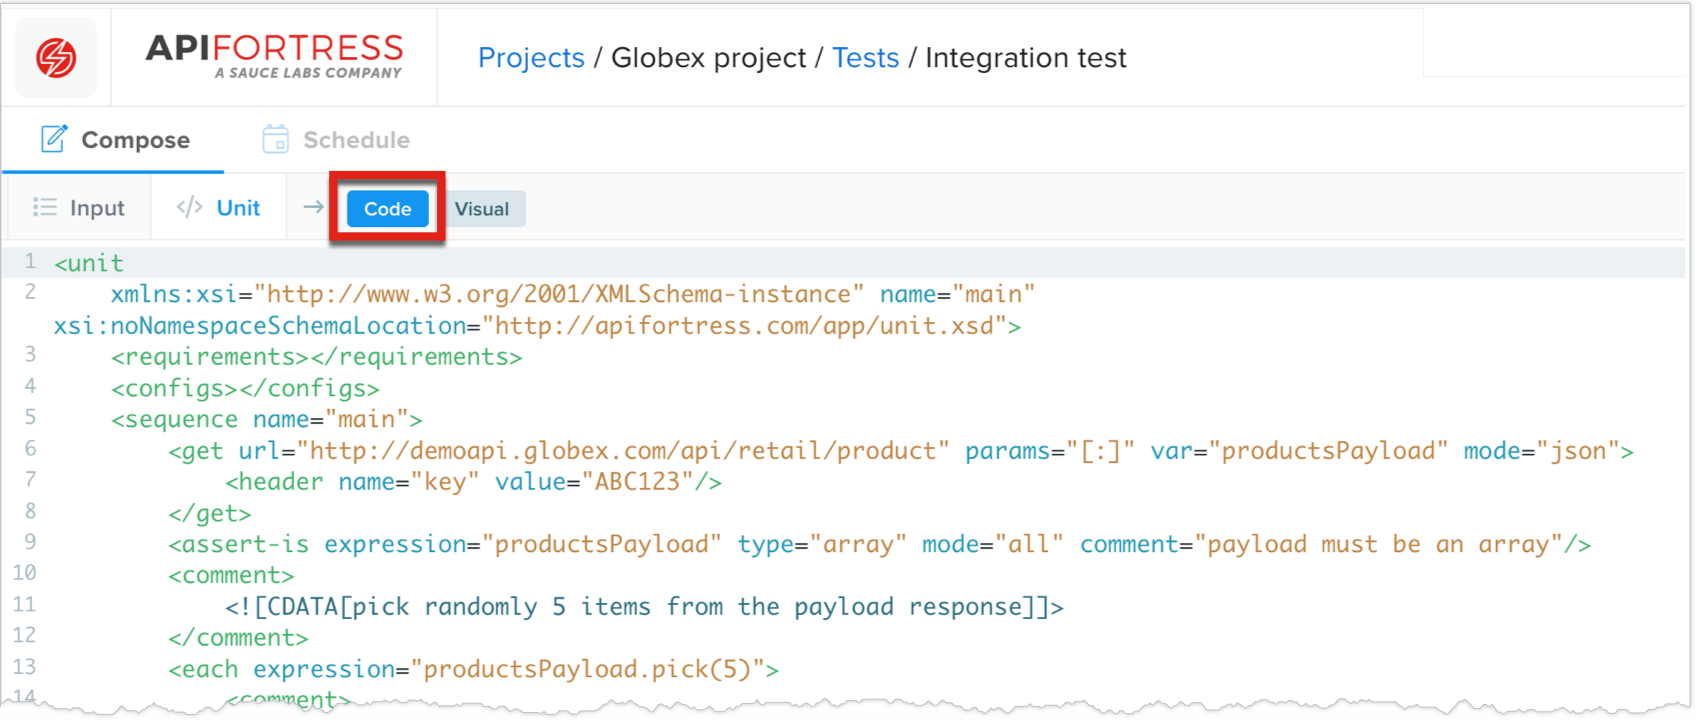 APIFORTRESS
A SAUCE LABS COMPANY
Projects / Globex project / Tests / Integration test
Compose Schedule
Input </> Unit → Code Visual
1 <unit
2 xmlns:xsi="http://www.w3.org/2001/XMLSchema-instance" name="main"
xsi:noNamespaceSchemaLocation="http://apifortress.com/app/unit.xsd">
3 <requirements></requirements>
4 <configs></configs>
5 <sequence name="main">
6 <get url="http://demoapi.globex.com/api/retail/product" params="[:]" var="productsPayload" mode="json">
7 <header name="key" value="ABC123"/>
8 </get>
9 <assert-is expression="productsPayload" type="array" mode="all" comment="payload must be an array"/>
10 <comment>
11 <![CDATA[pick randomly 5 items from the payload response]]>
12 </comment>
13 <each expression="productsPayload.pick(5)">
14 <comment>